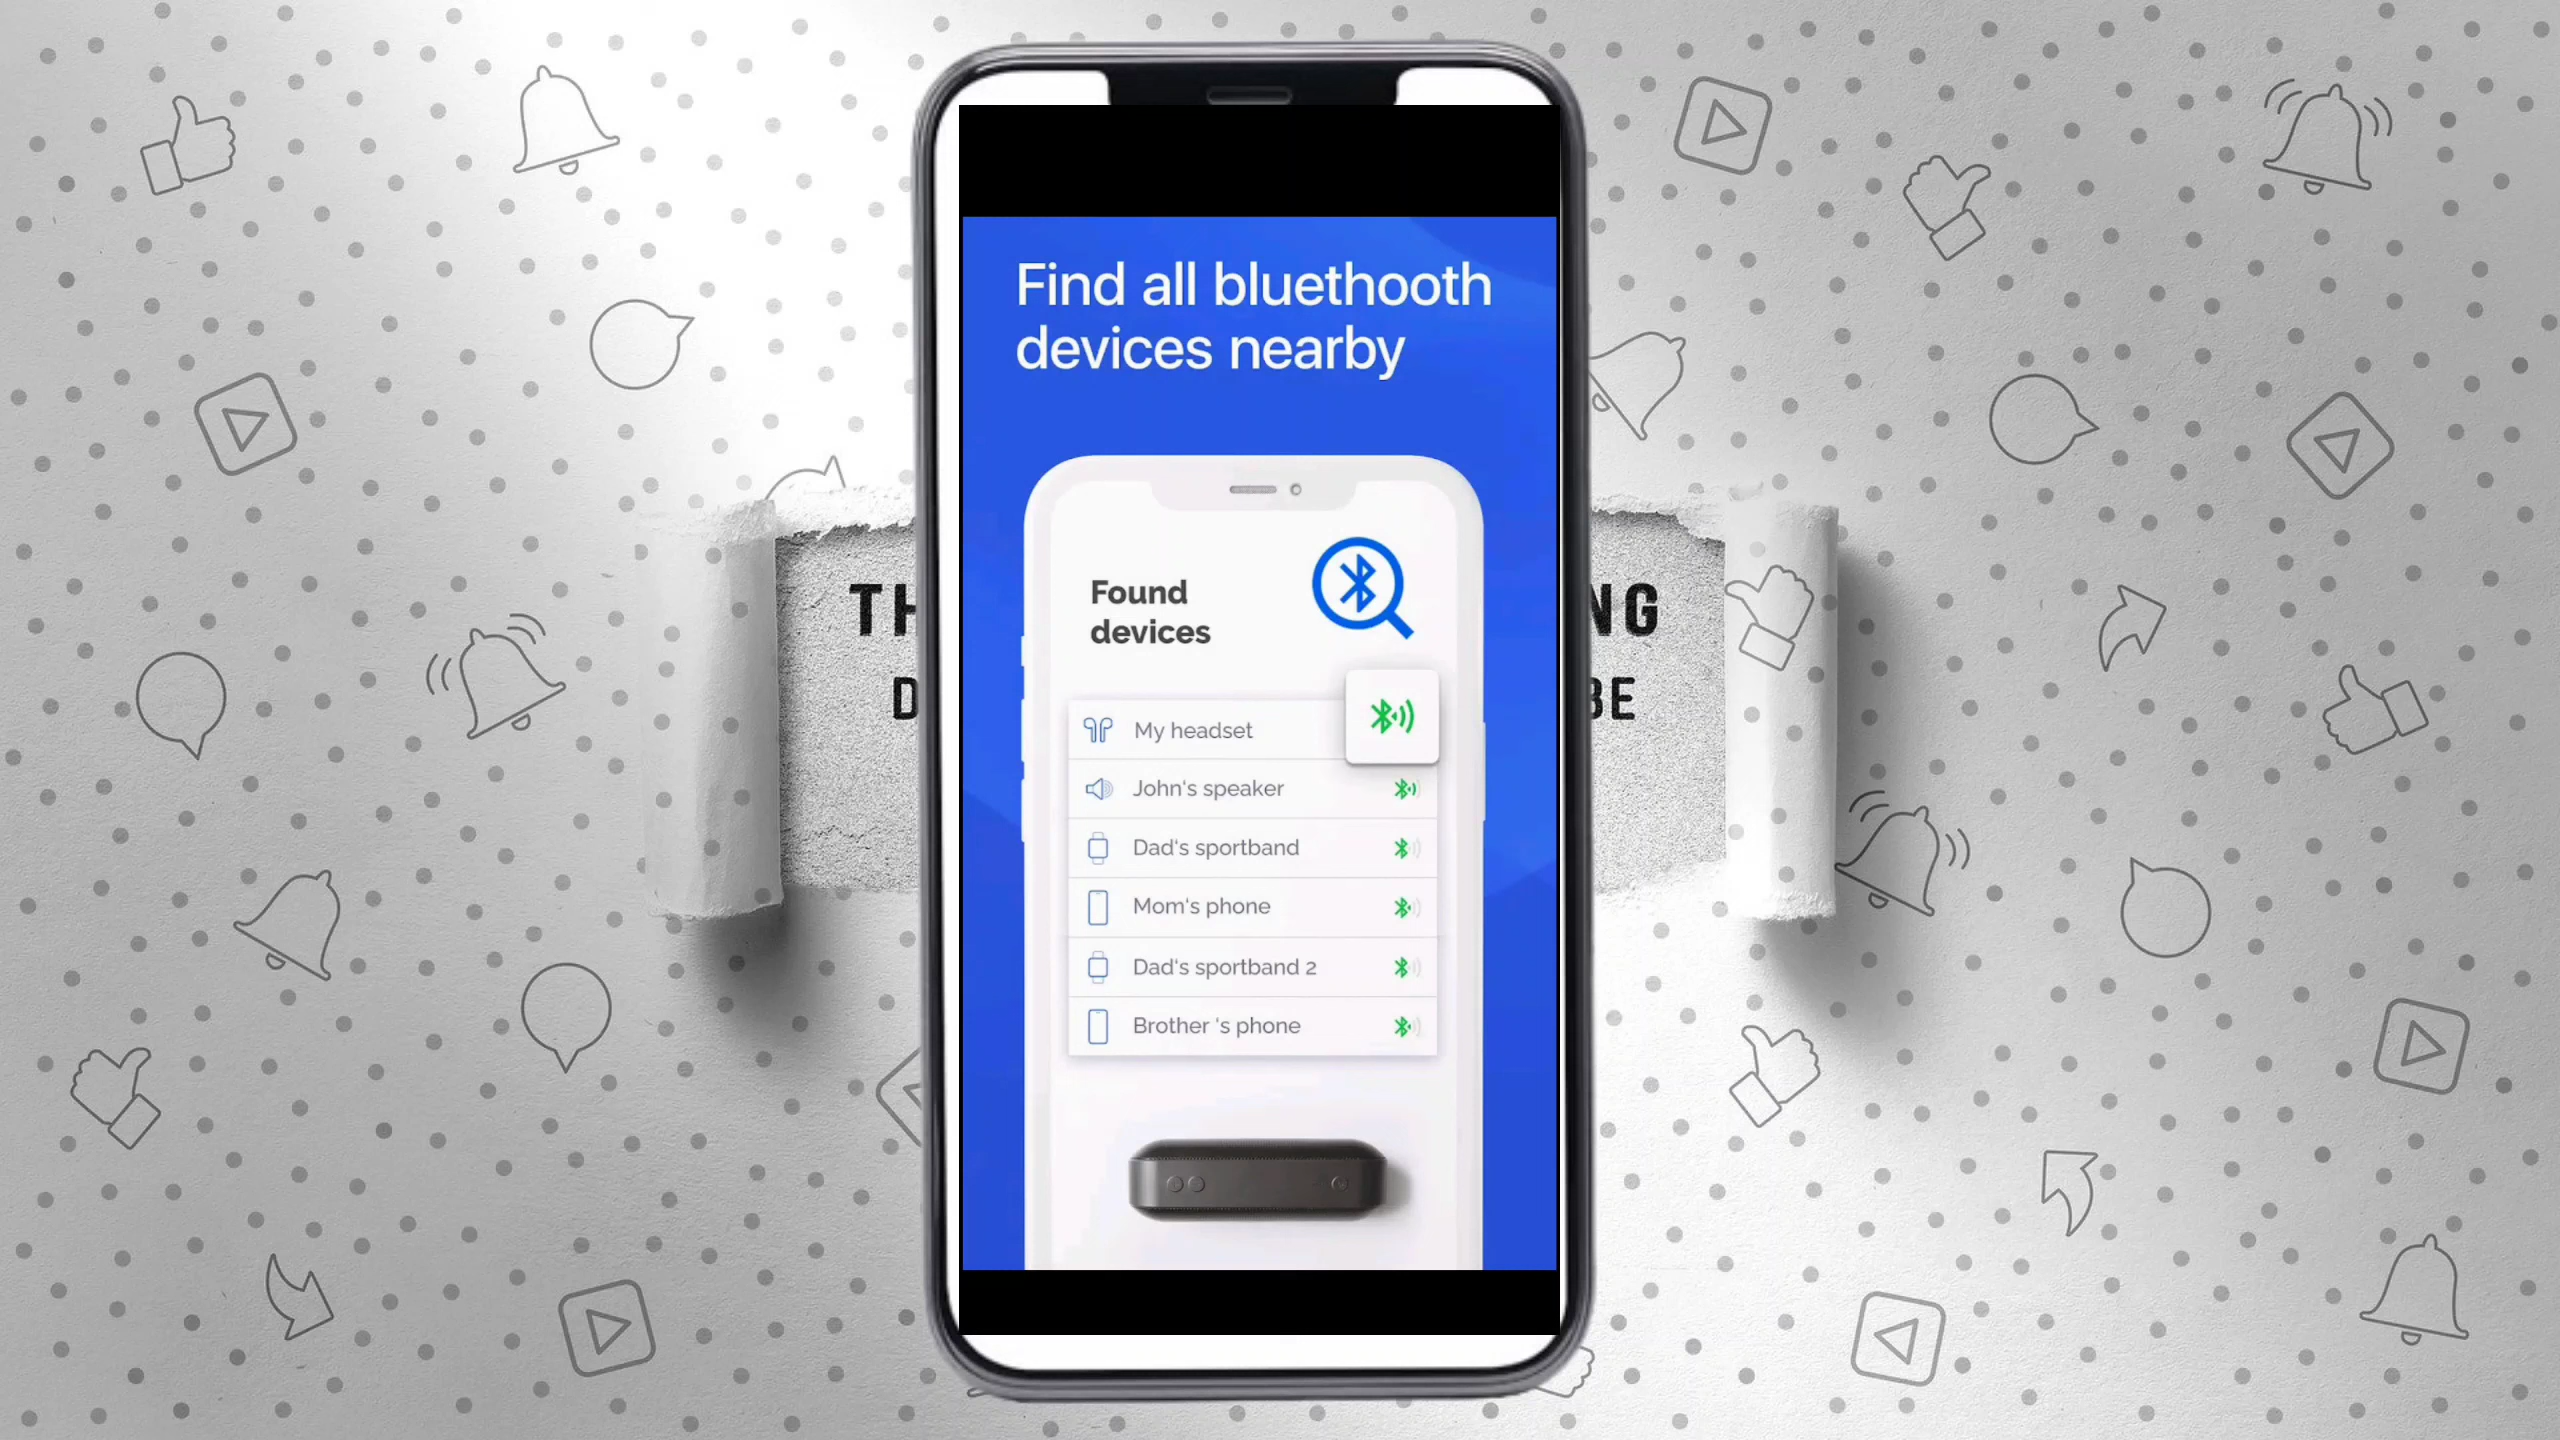 Find all bluethooth
devices nearby
Found
devices
My headset
John's speaker
Dad's sportband
Mom's phone
Dad's sportband 2
Brother 's phone